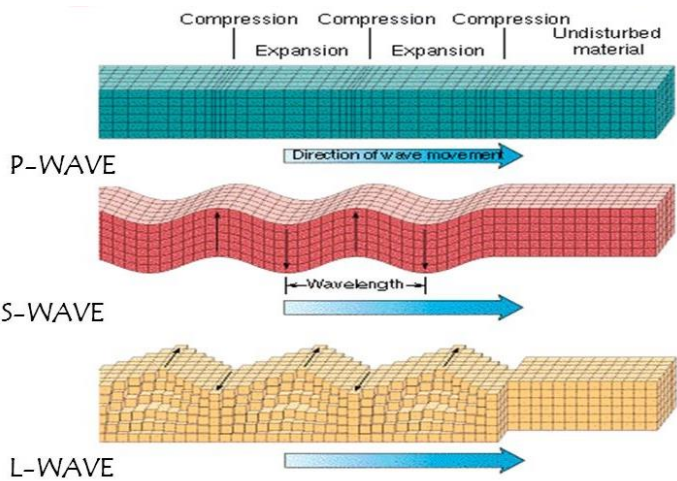 Compression Compression Compression
Expansion Expansion
Undisturbed
material
Direction of wave movement
P-WAVE
Wavelength
S-WAVE
L-WAVE